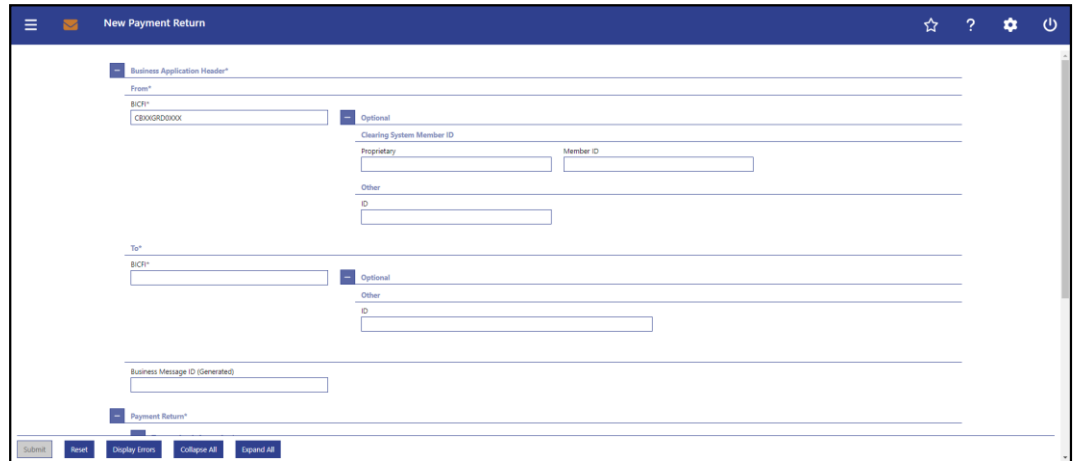 New Payment Return
?
Business Application Header*
From*
BICFI*
CBXXGRD0XXX
Optional
Clearing System Member ID
Proprietary
Member ID
Other
ID
To*
BICFI*
Optional
Other
ID
Business Message ID (Generated)
Payment Return*
Submit
Reset
Display Errors
Collapse All
Expand All